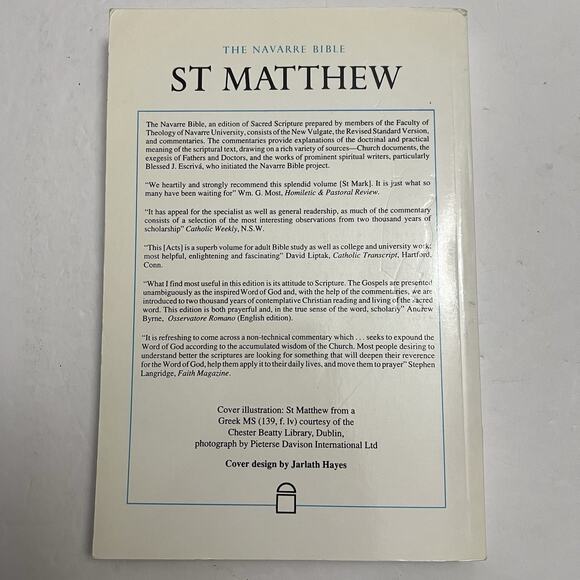 THE NAVARRE BIBLE
ST MATTHEW
The Navarre Bible, an edition of Sacred Scripture prepared by members of the Faculty of
Theology of Navarre University, consists of the New Vulgate, the Revised Standard Version,
and commentaries. The commentaries provide explanations of the doctrinal and practical
meaning of the scriptural text, drawing on a rich variety of sources—Church documents, the
exegesis of Fathers and Doctors, and the works of prominent spiritual writers, particularly
Blessed J. Escrivá, who initiated the Navarre Bible project.
“We heartily and strongly recommend this splendid volume [St Mark]. It is just what so
many have been waiting for” Wm. G. Most, Homiletic & Pastoral Review.
“It has appeal for the specialist as well as general readership, as much of the commentary
consists of a selection of the most interesting observations from two thousand years of
scholarship” Catholic Weekly, N.S.W.
“This [Acts] is a superb volume for adult Bible study as well as college and university work:
most helpful, enlightening and fascinating” David Liptak, Catholic Transcript, Hartford,
Conn.
“What I find most useful in this edition is its attitude to Scripture. The Gospels are presented
unambiguously as the inspired Word of God and, with the help of the commentaries, we are
introduced to two thousand years of contemplative Christian reading and living of the sacred
word. This edition is both prayerful and, in the true sense of the word, scholarly” Andrew
Byrne, Osservatore Romano (English edition).
“It is refreshing to come across a non-technical commentary which . . . seeks to expound the
Word of God according to the accumulated wisdom of the Church. Most people desiring to
understand better the scriptures are looking for something that will deepen their reverence
for the Word of God, help them apply it to their daily lives, and move them to prayer” Stephen
Langridge, Faith Magazine.
Cover illustration: St Matthew from a
Greek MS (139, f. lv) courtesy of the
Chester Beatty Library, Dublin,
photograph by Pieterse Davison International Ltd
Cover design by Jarlath Hayes